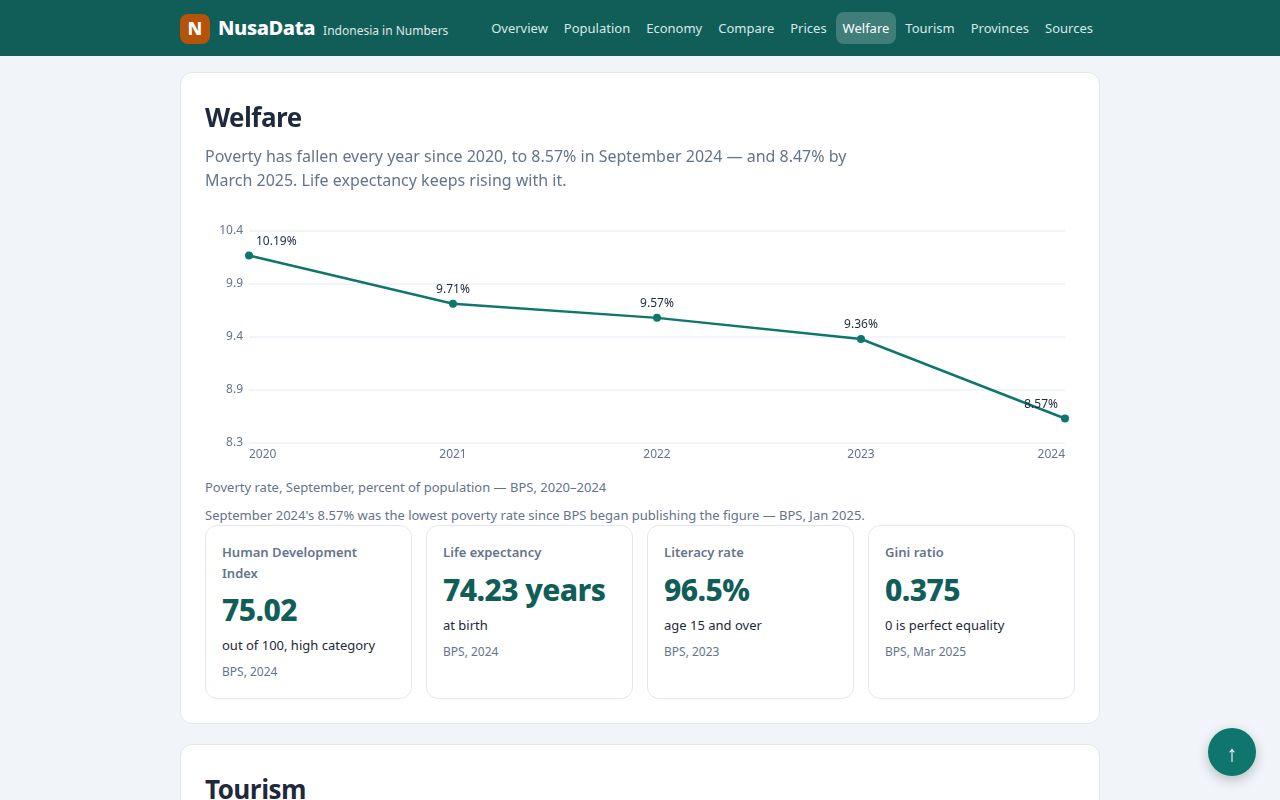 N NusaData Indonesia in Numbers Overview Population Economy Compare Prices Welfare Tourism Provinces Sources
Welfare
Poverty has fallen every year since 2020, to 8.57% in September 2024 — and 8.47% by
March 2025. Life expectancy keeps rising with it.
10.4
10.19%
9.9
9.71%
9.57%
9.4
9.36%
8.9
8.57%
8.3
2020 2021 2022 2023 2024
Poverty rate, September, percent of population — BPS, 2020–2024
September 2024's 8.57% was the lowest poverty rate since BPS began publishing the figure — BPS, Jan 2025.
Human Development
Index
75.02
out of 100, high category
BPS, 2024
Life expectancy
74.23 years
at birth
BPS, 2024
Literacy rate
96.5%
age 15 and over
BPS, 2023
Gini ratio
0.375
0 is perfect equality
BPS, Mar 2025
↑
Tourism